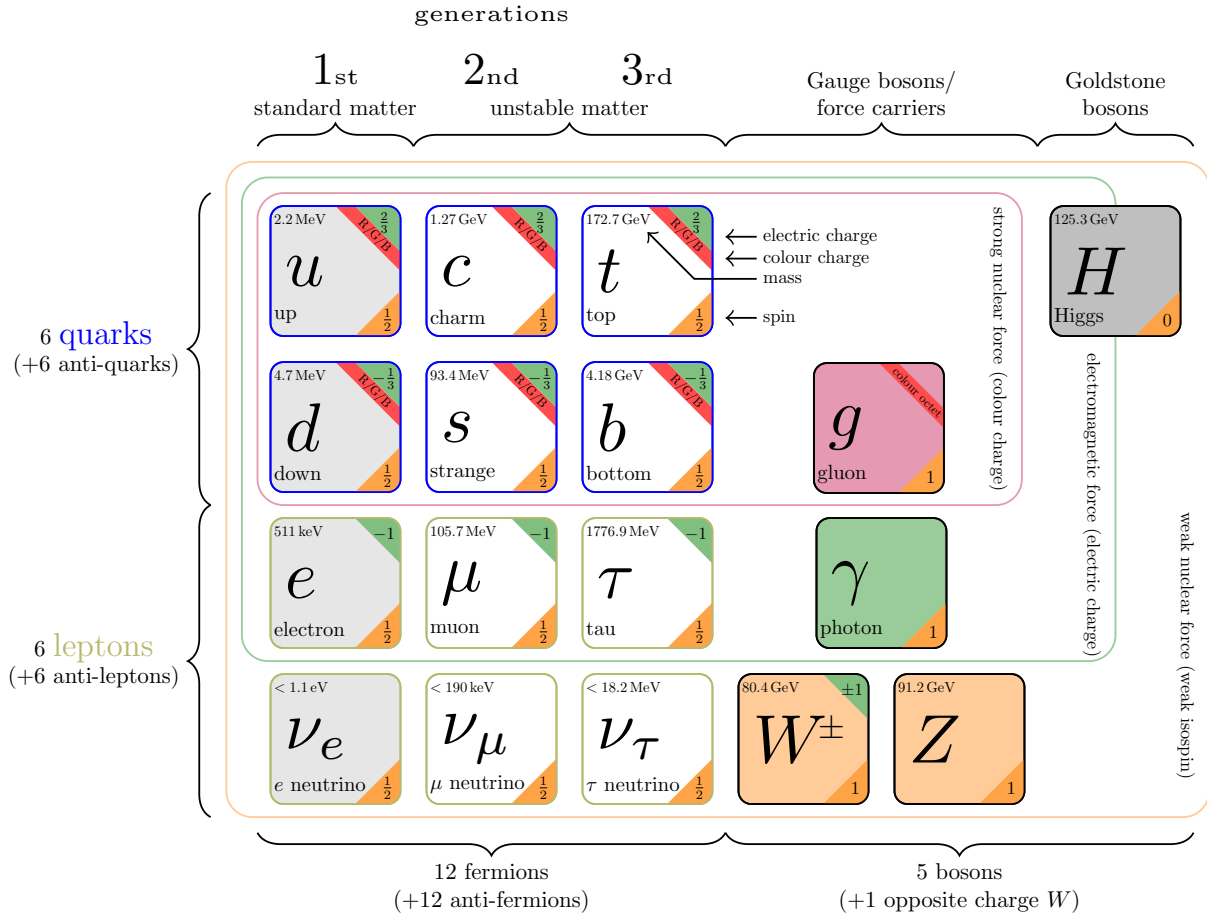 generations
1st 2nd 3rd
standard matter
unstable matter
Gauge bosons/
force carriers
Goldstone
bosons
6 quarks
(+6 anti-quarks)
6 leptons
(+6 anti-leptons)
2.2 MeV
2/3
R/G/B
u
up
1/2
1.27 GeV
2/3
R/G/B
c
charm
1/2
172.7 GeV
2/3
R/G/B
t
top
1/2
electric charge
colour charge
mass
spin
125.3 GeV
H
Higgs
0
4.7 MeV
−1/3
R/G/B
d
down
1/2
93.4 MeV
−1/3
R/G/B
s
strange
1/2
4.18 GeV
−1/3
R/G/B
b
bottom
1/2
colour octet
g
gluon
1
strong nuclear force (colour charge)
electromagnetic force (electric charge)
weak nuclear force (weak isospin)
511 keV
−1
e
electron
1/2
105.7 MeV
−1
μ
muon
1/2
1776.9 MeV
−1
τ
tau
1/2
γ
photon
1
< 1.1 eV
νe
e neutrino
1/2
< 190 keV
νμ
μ neutrino
1/2
< 18.2 MeV
ντ
τ neutrino
1/2
80.4 GeV
±1
W±
1
91.2 GeV
Z
1
12 fermions
(+12 anti-fermions)
5 bosons
(+1 opposite charge W)